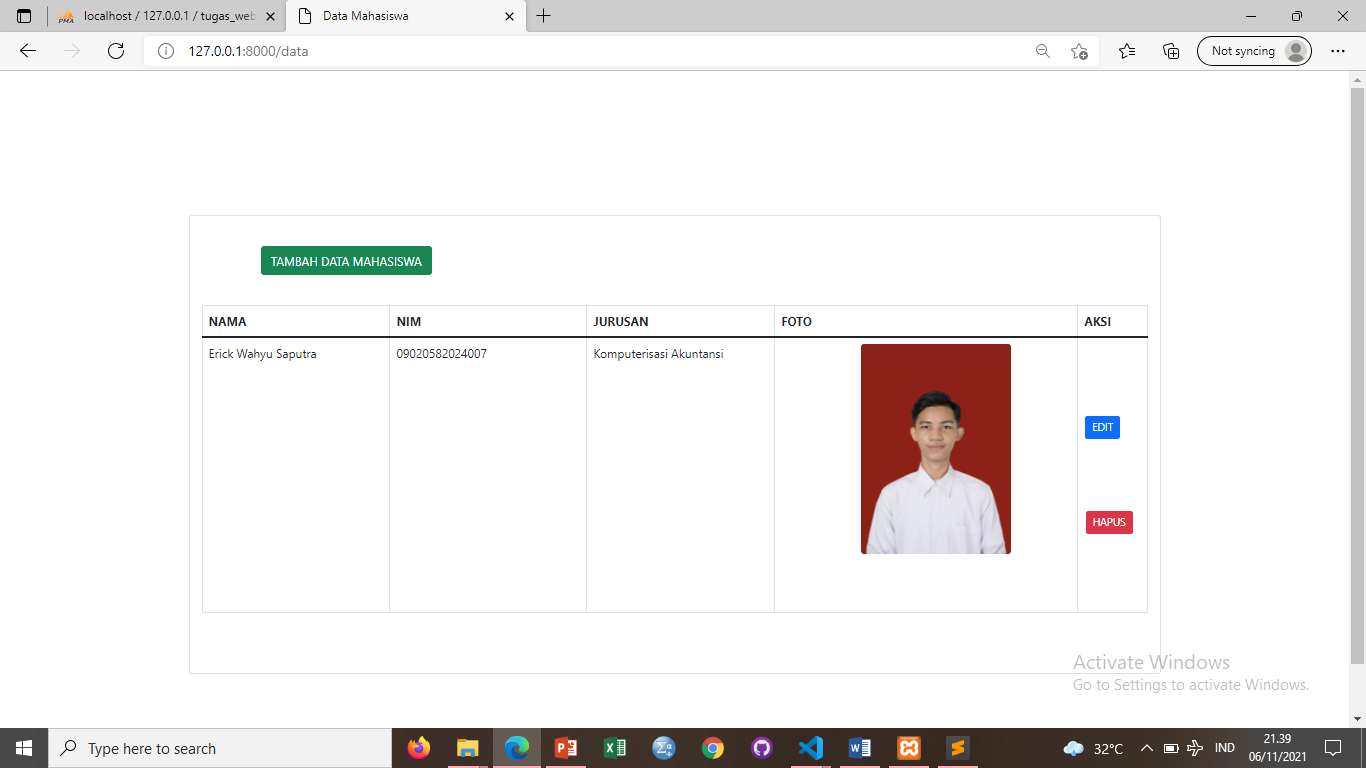 localhost / 127.0.0.1 / tugas_web
Data Mahasiswa
127.0.0.1:8000/data
Not syncing
TAMBAH DATA MAHASISWA
NAMA NIM JURUSAN FOTO AKSI
Erick Wahyu Saputra 09020582024007 Komputerisasi Akuntansi
EDIT
HAPUS
Activate Windows
Go to Settings to activate Windows.
Type here to search
32°C
IND
21.39
06/11/2021